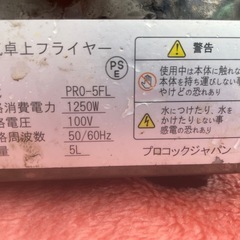 卓上フライヤー
PSE
PRO-5FL
消費電力 1250W
電圧 100V
周波数 50/60Hz
量 5L
警告
使用中は本体に触れ
本体を持ち運びしない事
やけどの恐れあり
水につけたり、水を
かけたりしない事
感電の恐れあり
プロコックジャパン